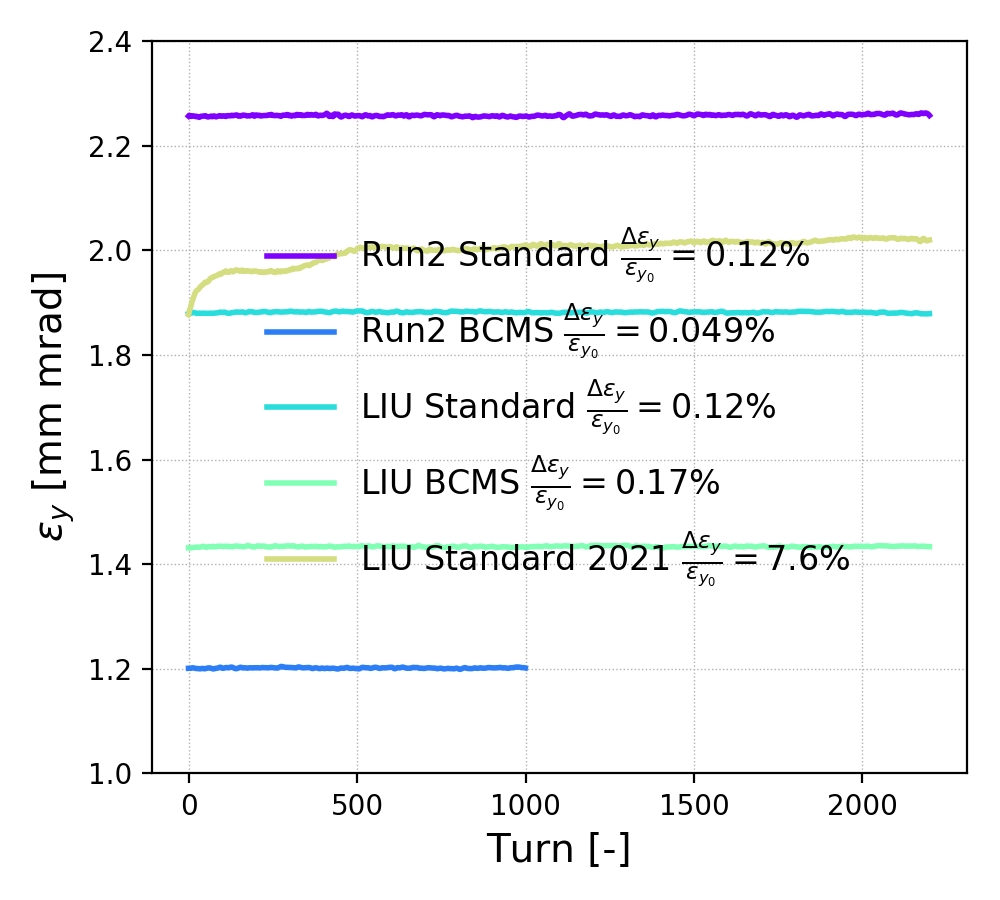 2.4
2.2
2.0
1.8
1.6
1.4
1.2
1.0
εy [mm mrad]
Run2 Standard Δεy/εy0 = 0.12%
Run2 BCMS Δεy/εy0 = 0.049%
LIU Standard Δεy/εy0 = 0.12%
LIU BCMS Δεy/εy0 = 0.17%
LIU Standard 2021 Δεy/εy0 = 7.6%
0 500 1000 1500 2000
Turn [-]